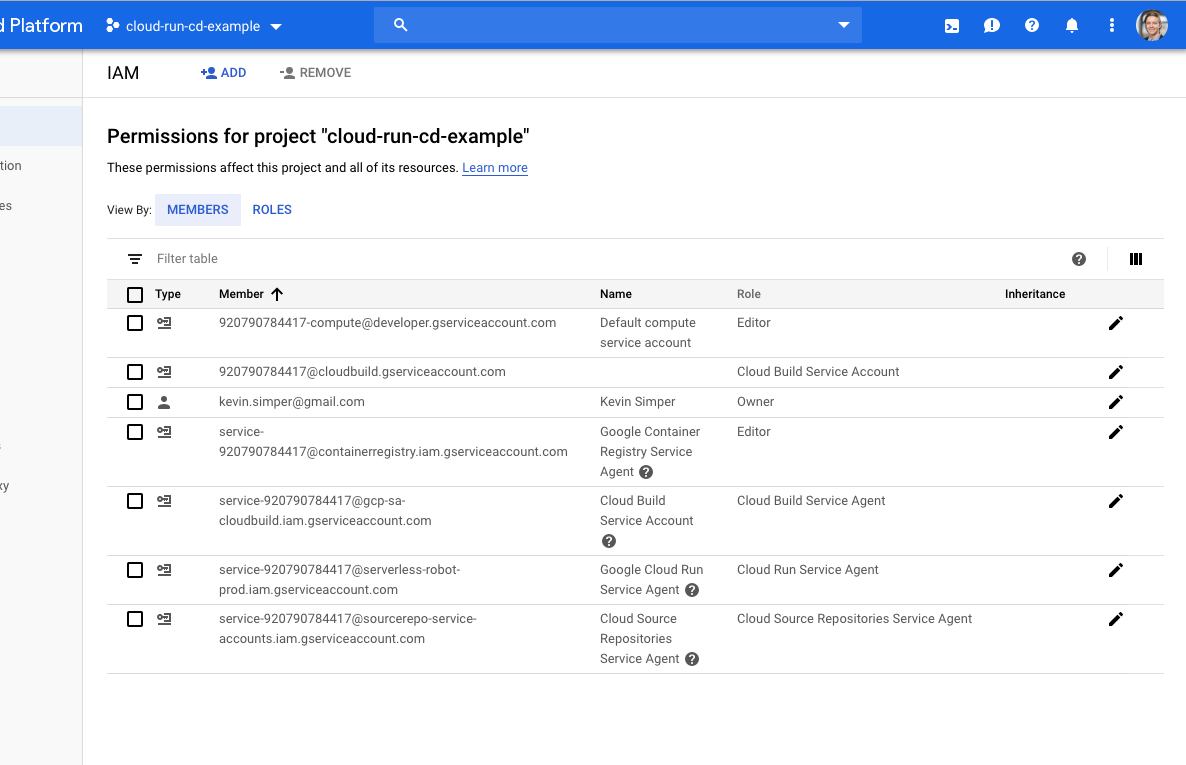 d Platform
cloud-run-cd-example
IAM
ADD
REMOVE
Permissions for project "cloud-run-cd-example"
These permissions affect this project and all of its resources. Learn more
View By: MEMBERS ROLES
Filter table
Type Member Name Role Inheritance
920790784417-compute@developer.gserviceaccount.com
Default compute
service account
Editor
920790784417@cloudbuild.gserviceaccount.com
Cloud Build Service Account
kevin.simper@gmail.com
Kevin Simper
Owner
service-
920790784417@containerregistry.iam.gserviceaccount.com
Google Container
Registry Service
Agent
Editor
service-920790784417@gcp-sa-
cloudbuild.iam.gserviceaccount.com
Cloud Build
Service Account
Cloud Build Service Agent
service-920790784417@serverless-robot-
prod.iam.gserviceaccount.com
Google Cloud Run
Service Agent
Cloud Run Service Agent
service-920790784417@sourcerepo-service-
accounts.iam.gserviceaccount.com
Cloud Source
Repositories
Service Agent
Cloud Source Repositories Service Agent
tion
es
xy